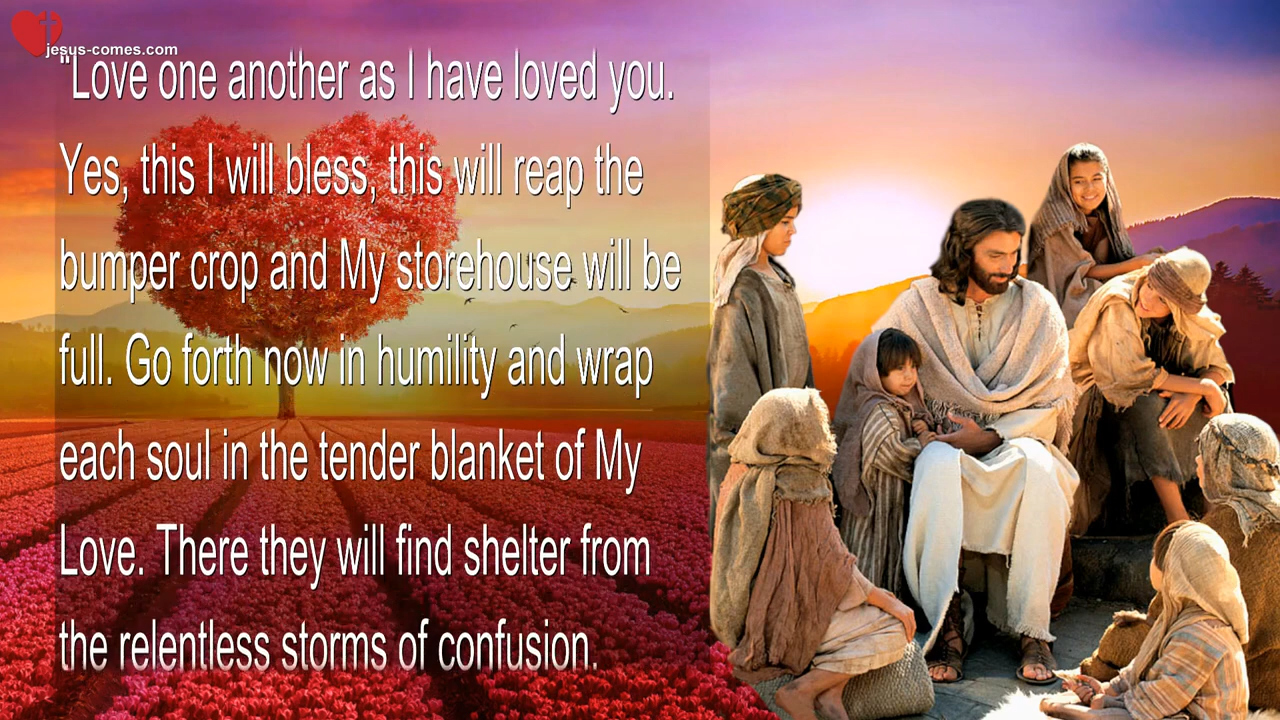 jesus-comes.com
"Love one another as I have loved you.
Yes, this I will bless, this will reap the
bumper crop and My storehouse will be
full. Go forth now in humility and wrap
each soul in the tender blanket of My
Love. There they will find shelter from
the relentless storms of confusion.